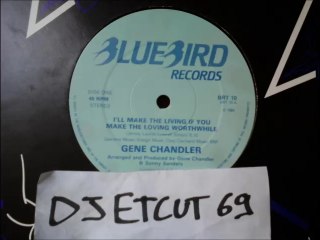 BLUEBIRD
RECORDS
SIDE ONE
45 RPM
STEREO
BRT 10
I'LL MAKE THE LIVING IF YOU
MAKE THE LOVING WORTHWHILE
GENE CHANDLER
Arranged and Produced by Gene Chandler
& Sonny Sanders
DJ ETCUT 69